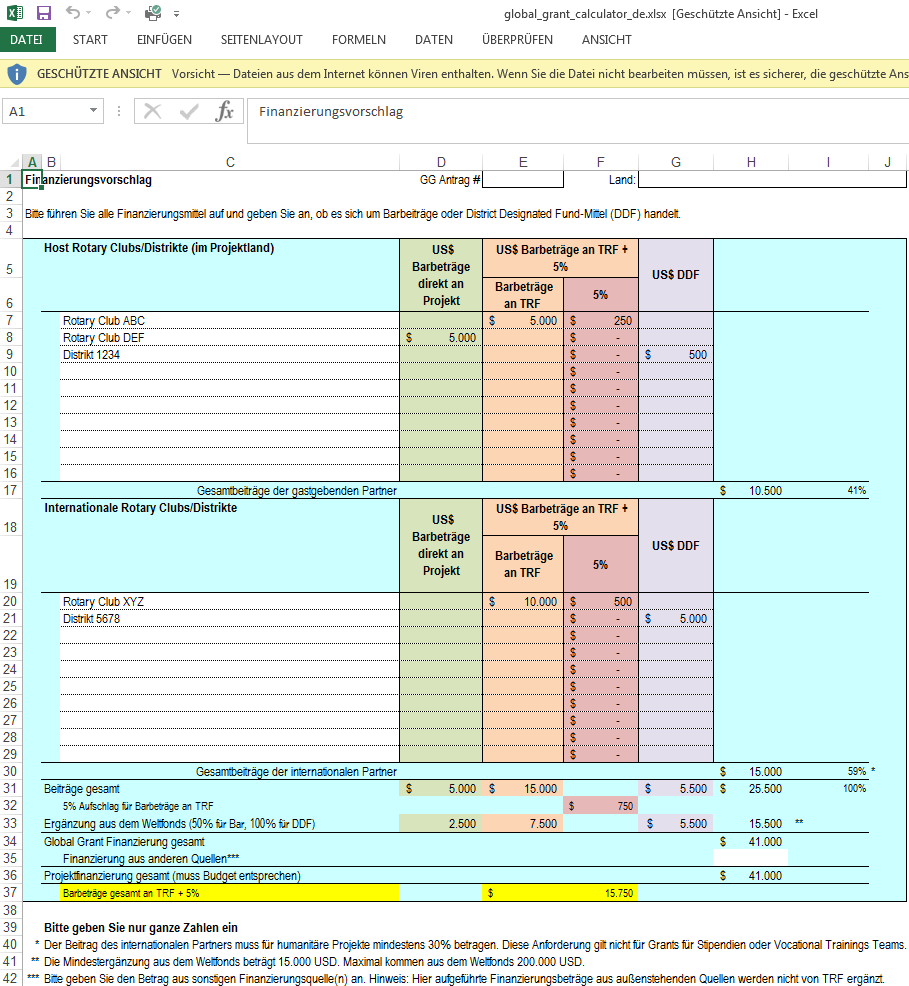 global_grant_calculator_de.xlsx [Geschützte Ansicht] - Excel
DATEI START EINFÜGEN SEITENLAYOUT FORMELN DATEN ÜBERPRÜFEN ANSICHT
GESCHÜTZTE ANSICHT Vorsicht — Dateien aus dem Internet können Viren enthalten. Wenn Sie die Datei nicht bearbeiten müssen, ist es sicherer, die geschützte Ans
A1 fx Finanzierungsvorschlag
A B C D E F G H I J
1 Finanzierungsvorschlag GG Antrag # Land:
2
3 Bitte führen Sie alle Finanzierungsmittel auf und geben Sie an, ob es sich um Barbeiträge oder District Designated Fund-Mittel (DDF) handelt.
4
Host Rotary Clubs/Distrikte (im Projektland) US$ US$ Barbeträge an TRF +
5 Barbeträge 5% US$ DDF
direkt an Barbeträge
6 Projekt an TRF 5%
7 Rotary Club ABC $ 5.000 $ 250
8 Rotary Club DEF $ 5.000 $ -
9 Distrikt 1234 $ - $ 500
10 $ -
11 $ -
12 $ -
13 $ -
14 $ -
15 $ -
16 $ -
17 Gesamtbeiträge der gastgebenden Partner $ 10.500 41%
Internationale Rotary Clubs/Distrikte US$ Barbeträge an TRF +
18 US$ 5%
Barbeträge US$ DDF
direkt an Barbeträge 5%
19 Projekt an TRF
20 Rotary Club XYZ $ 10.000 $ 500
21 Distrikt 5678 $ - $ 5.000
22 $ -
23 $ -
24 $ -
25 $ -
26 $ -
27 $ -
28 $ -
29 $ -
30 Gesamtbeiträge der internationalen Partner $ 15.000 59% *
31 Beiträge gesamt $ 5.000 $ 15.000 $ 5.500 $ 25.500 100%
32 5% Aufschlag für Barbeträge an TRF $ 750
33 Ergänzung aus dem Weltfonds (50% für Bar, 100% für DDF) 2.500 7.500 $ 5.500 15.500 **
34 Global Grant Finanzierung gesamt $ 41.000
35 Finanzierung aus anderen Quellen***
36 Projektfinanzierung gesamt (muss Budget entsprechen) $ 41.000
37 Barbeträge gesamt an TRF + 5% $ 15.750
38
39 Bitte geben Sie nur ganze Zahlen ein
40 * Der Beitrag des internationalen Partners muss für humanitäre Projekte mindestens 30% betragen. Diese Anforderung gilt nicht für Grants für Stipendien oder Vocational Trainings Teams.
41 ** Die Mindestergänzung aus dem Weltfonds beträgt 15.000 USD. Maximal kommen aus dem Weltfonds 200.000 USD.
42 *** Bitte geben Sie den Betrag aus sonstigen Finanzierungsquelle(n) an. Hinweis: Hier aufgeführte Finanzierungsbeträge aus außenstehenden Quellen werden nicht von TRF ergänzt.